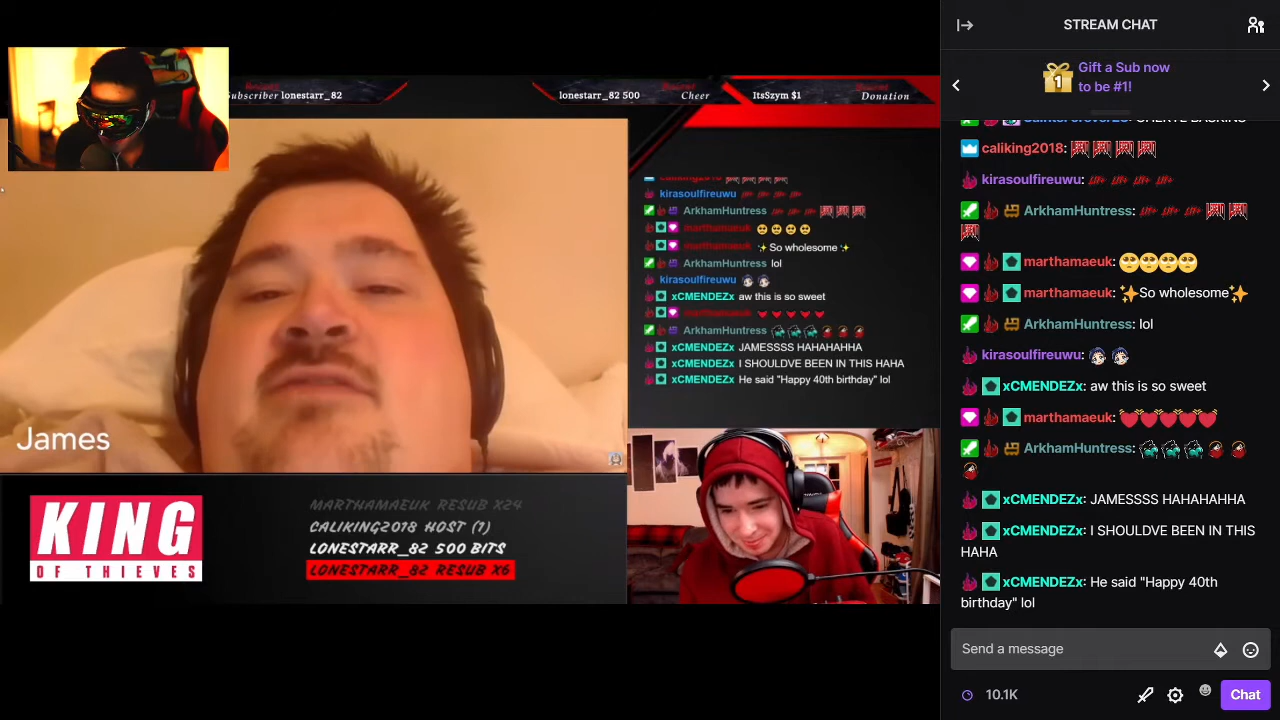 Subscriber lonestarr_82
lonestarr_82 500 Cheer
ItsSzym $1 Donation
James
kirasoulfireuwu
ArkhamHuntress
marthamaeuk
marthamaeuk ✨So wholesome✨
ArkhamHuntress lol
kirasoulfireuwu
xCMENDEZx aw this is so sweet
marthamaeuk
ArkhamHuntress
xCMENDEZx JAMESSSS HAHAHAHHA
xCMENDEZx I SHOULDVE BEEN IN THIS HAHA
xCMENDEZx He said "Happy 40th birthday" lol
KING
OF THIEVES
MARTHAMAEUK RESUB X24
CALIKING2018 HOST (1)
LONESTARR_82 500 BITS
LONESTARR_82 RESUB X6
STREAM CHAT
1
Gift a Sub now
to be #1!
caliking2018:
kirasoulfireuwu:
ArkhamHuntress:
marthamaeuk: 🥺🥺🥺🥺
marthamaeuk: ✨So wholesome✨
ArkhamHuntress: lol
kirasoulfireuwu:
xCMENDEZx: aw this is so sweet
marthamaeuk:
ArkhamHuntress:
xCMENDEZx: JAMESSSS HAHAHAHHA
xCMENDEZx: I SHOULDVE BEEN IN THIS
HAHA
xCMENDEZx: He said "Happy 40th
birthday" lol
Send a message
10.1K
Chat